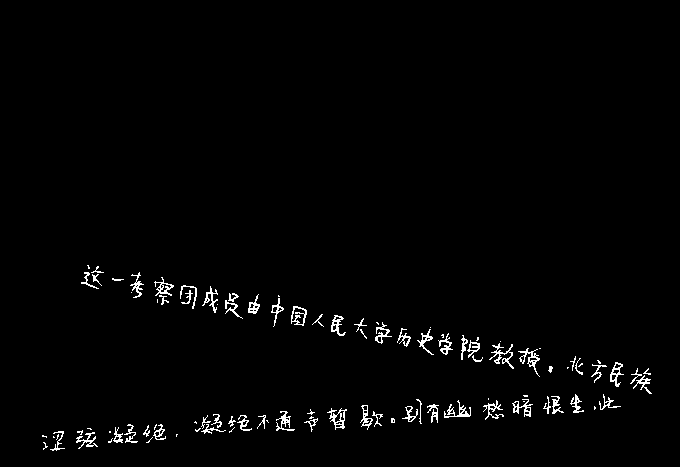 这一考察团成员由中国人民大学历史学院教授。北方民族
涩弦凝绝，凝绝不通声暂歇。别有幽愁暗恨生，此